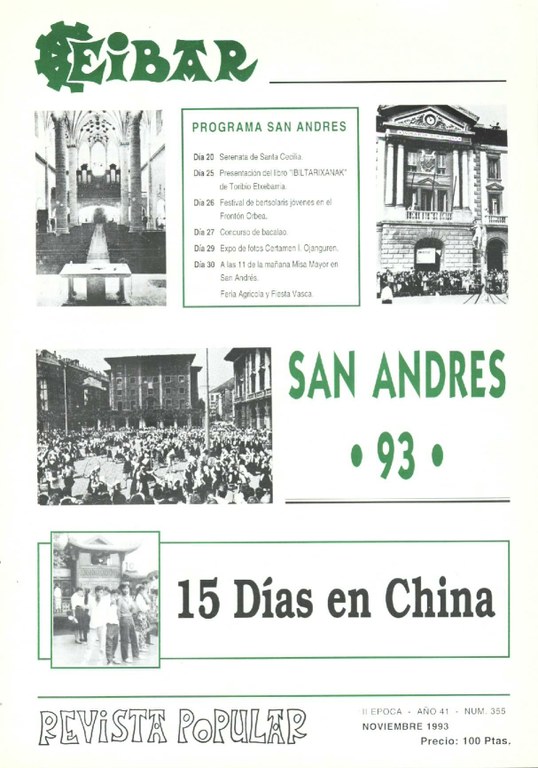 EIBAR
PROGRAMA SAN ANDRES
Día 20 Serenata de Santa Cecilia.
Día 25 Presentación del libro "IBILTARIXANAK"
de Toribio Etxebarria.
Día 26 Festival de bertsolaris jóvenes en el
Frontón Orbea.
Día 27 Concurso de bacalao.
Día 29 Expo de fotos Certamen I. Ojanguren.
Día 30 A las 11 de la mañana Misa Mayor en
San Andrés.
Feria Agrícola y Fiesta Vasca.
SAN ANDRES
• 93 •
15 Días en China
REVISTA POPULAR
II EPOCA - AÑO 41 - NUM. 355
NOVIEMBRE 1993
Precio: 100 Ptas.